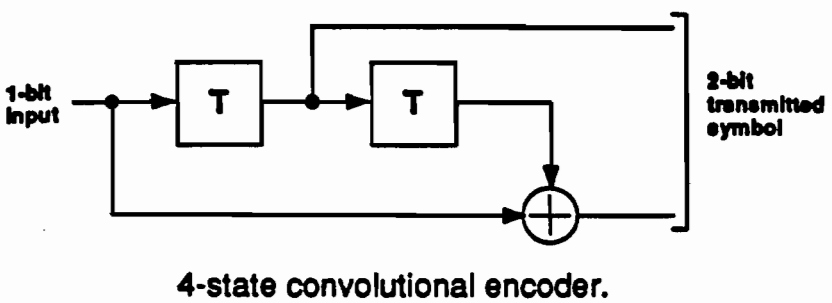 1-bit
input
T
T
2-bit
transmitted
symbol
4-state convolutional encoder.